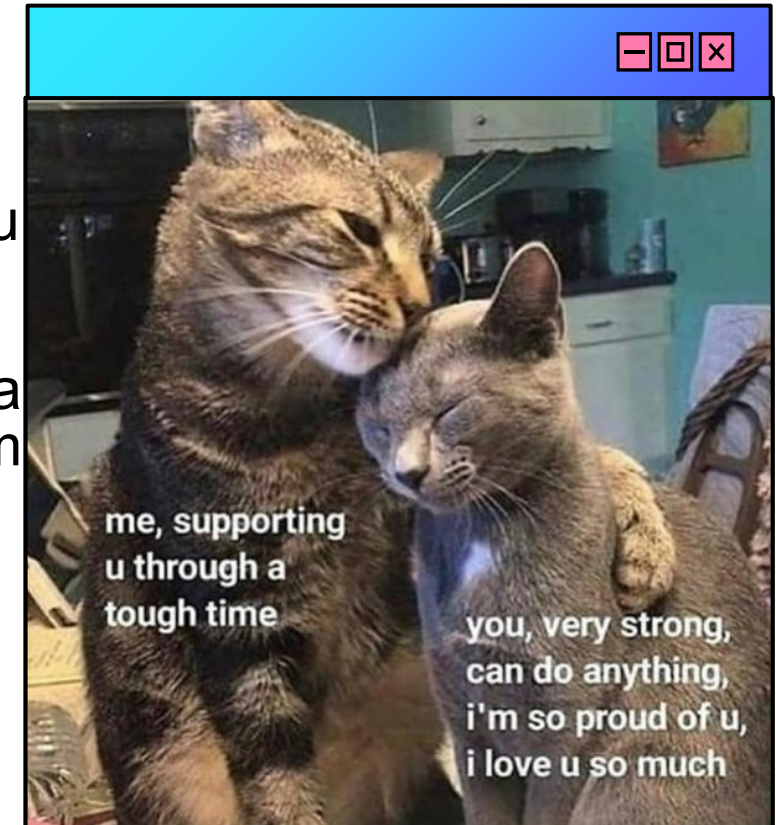 u
a
n
me, supporting
u through a
tough time
you, very strong,
can do anything,
i'm so proud of u,
i love u so much